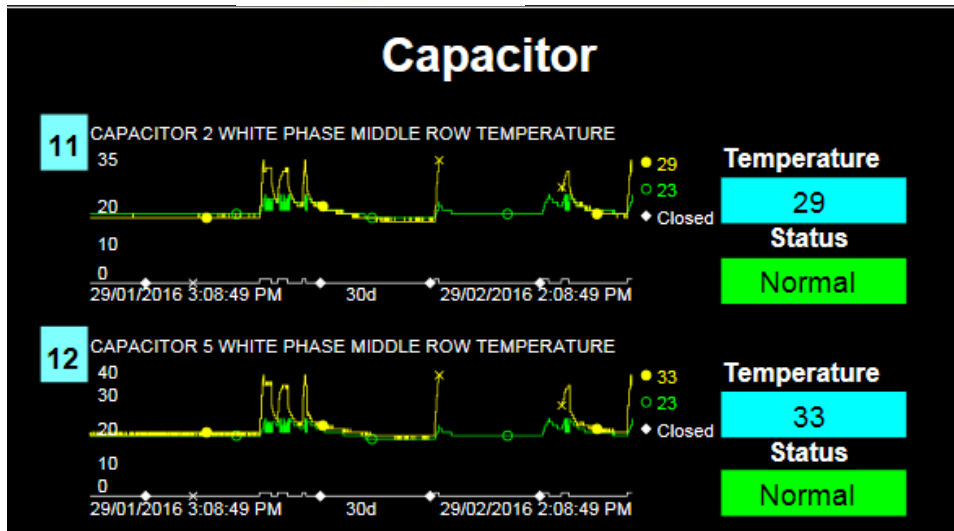 Capacitor
11
CAPACITOR 2 WHITE PHASE MIDDLE ROW TEMPERATURE
35
20
10
0
29/01/2016 3:08:49 PM 30d 29/02/2016 2:08:49 PM
29
23
Closed
Temperature
29
Status
Normal
12
CAPACITOR 5 WHITE PHASE MIDDLE ROW TEMPERATURE
40
30
20
10
0
29/01/2016 3:08:49 PM 30d 29/02/2016 2:08:49 PM
33
23
Closed
Temperature
33
Status
Normal